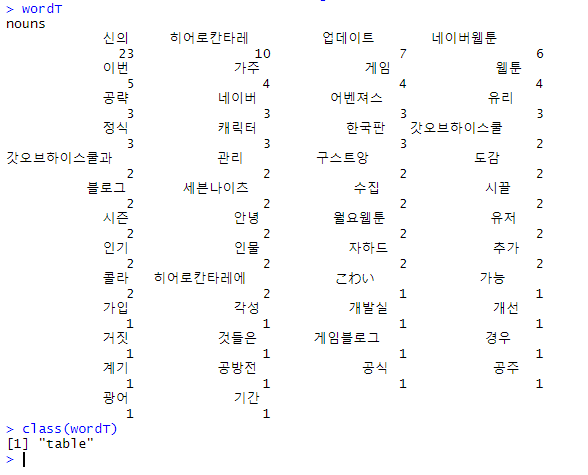 > wordT
nouns
신의 히어로칸타레 업데이트 네이버웹툰
23 10 7 6
이번 가주 게임 웹툰
5 4 4 4
공략 네이버 어벤져스 유리
3 3 3 3
정식 캐릭터 한국판 갓오브하이스쿨
3 3 3 2
갓오브하이스쿨과 관리 구스트앙 도감
2 2 2 2
블로그 세븐나이츠 수집 시끌
2 2 2 2
시즌 안녕 월요웹툰 유저
2 2 2 2
인기 인물 자하드 추가
2 2 2 2
콜라 히어로칸타레에 こわい 가능
2 2 1 1
가입 각성 개발실 개선
1 1 1 1
거짓 것들은 게임블로그 경우
1 1 1 1
계기 공방전 공식 공주
1 1 1 1
광어 기간
1 1
> class(wordT)
[1] "table"
>